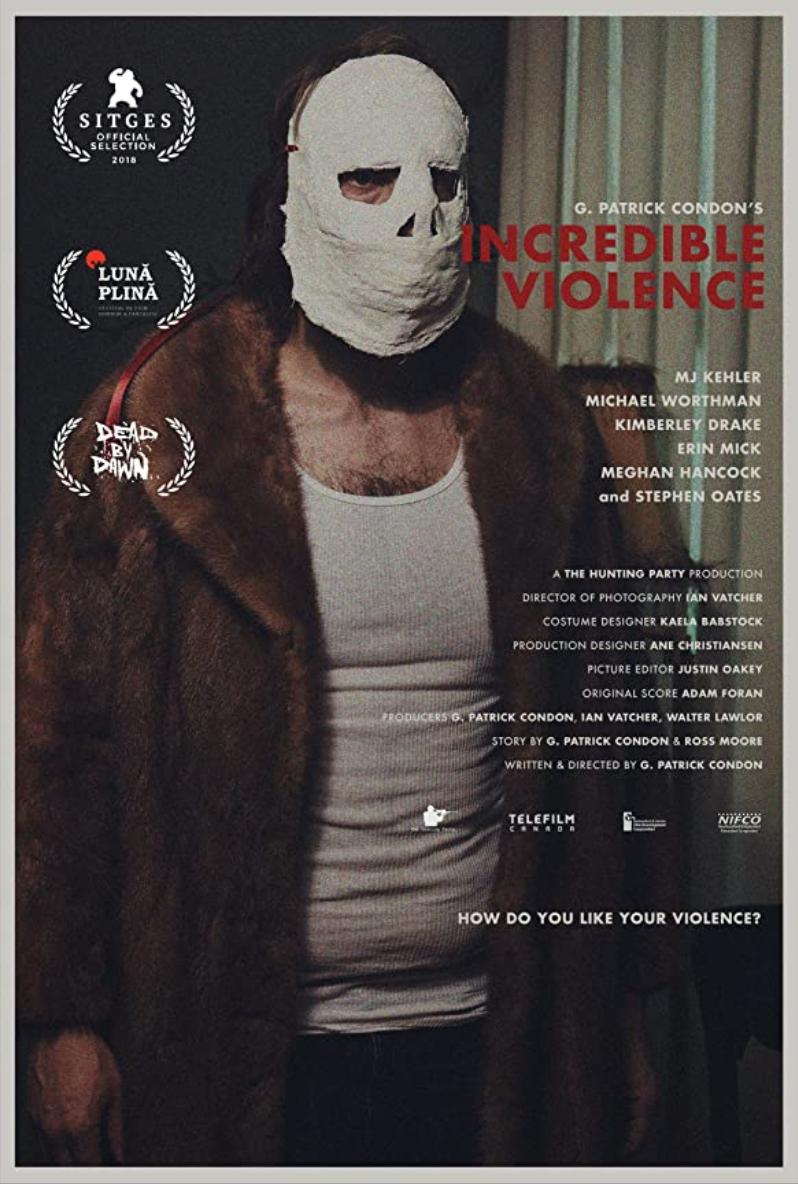 SITGES
OFFICIAL
SELECTION
2018
LUNĂ
PLINĂ
DEAD
BY
DAWN
G. PATRICK CONDON'S
INCREDIBLE
VIOLENCE
MJ KEHLER
MICHAEL WORTHMAN
KIMBERLEY DRAKE
ERIN MICK
MEGHAN HANCOCK
and STEPHEN OATES
A THE HUNTING PARTY PRODUCTION
DIRECTOR OF PHOTOGRAPHY IAN VATCHER
COSTUME DESIGNER KAELA BABSTOCK
PRODUCTION DESIGNER ANE CHRISTIANSEN
PICTURE EDITOR JUSTIN OAKEY
ORIGINAL SCORE ADAM FORAN
PRODUCERS G. PATRICK CONDON, IAN VATCHER, WALTER LAWLOR
STORY BY G. PATRICK CONDON & ROSS MOORE
WRITTEN & DIRECTED BY G. PATRICK CONDON
TELEFILM
CANADA
NIFCO
HOW DO YOU LIKE YOUR VIOLENCE?